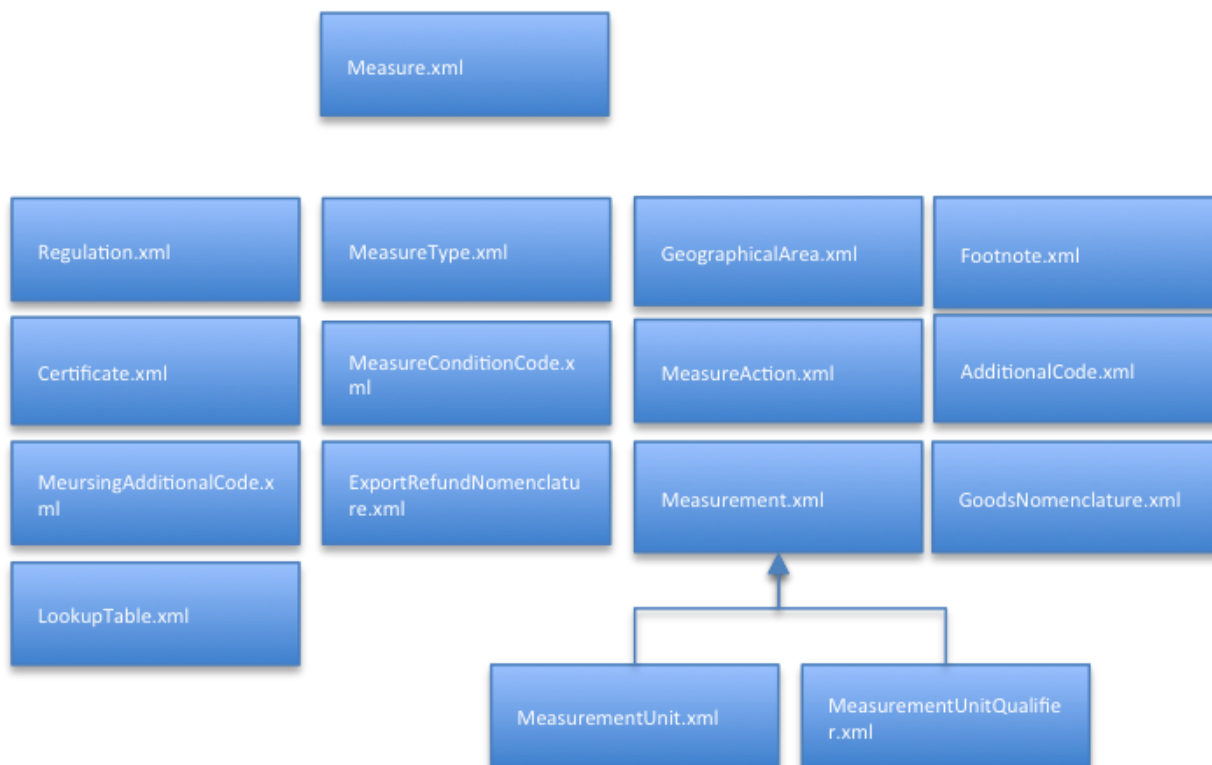 Measure.xml
Regulation.xml
MeasureType.xml
GeographicalArea.xml
Footnote.xml
Certificate.xml
MeasureConditionCode.x
ml
MeasureAction.xml
AdditionalCode.xml
MeursingAdditionalCode.x
ml
ExportRefundNomenclatu
re.xml
Measurement.xml
GoodsNomenclature.xml
LookupTable.xml
MeasurementUnit.xml
MeasurementUnitQualifie
r.xml